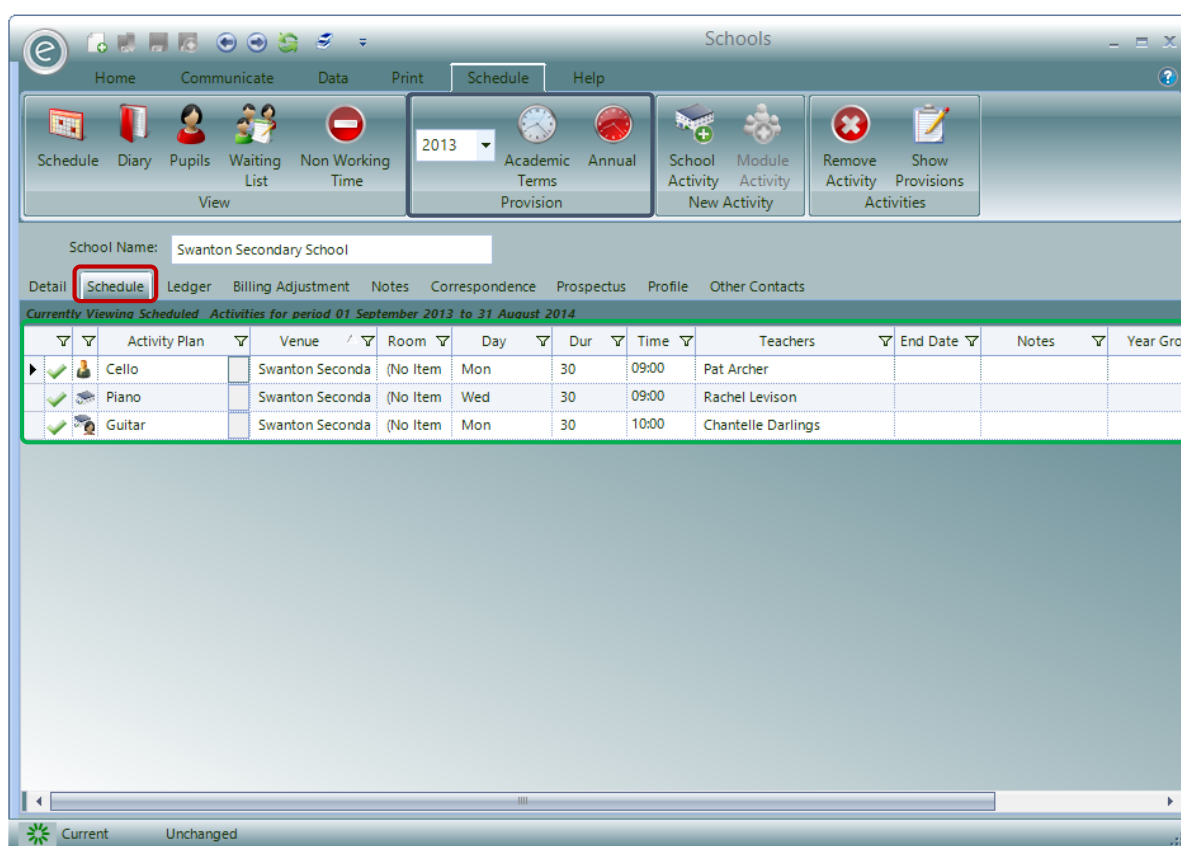 Schools
e
Home Communicate Data Print Schedule Help
?
Schedule Diary Pupils Waiting List Non Working Time
View
2013 Academic Terms Annual
Provision
School Activity Module Activity
New Activity
Remove Activity Show Provisions
Activities
School Name: Swanton Secondary School
Detail Schedule Ledger Billing Adjustment Notes Correspondence Prospectus Profile Other Contacts
Currently Viewing Scheduled Activities for period 01 September 2013 to 31 August 2014
Activity Plan Venue Room Day Dur Time Teachers End Date Notes Year Gro
Cello Swanton Seconda (No Item Mon 30 09:00 Pat Archer
Piano Swanton Seconda (No Item Wed 30 09:00 Rachel Levison
Guitar Swanton Seconda (No Item Mon 30 10:00 Chantelle Darlings
Current Unchanged